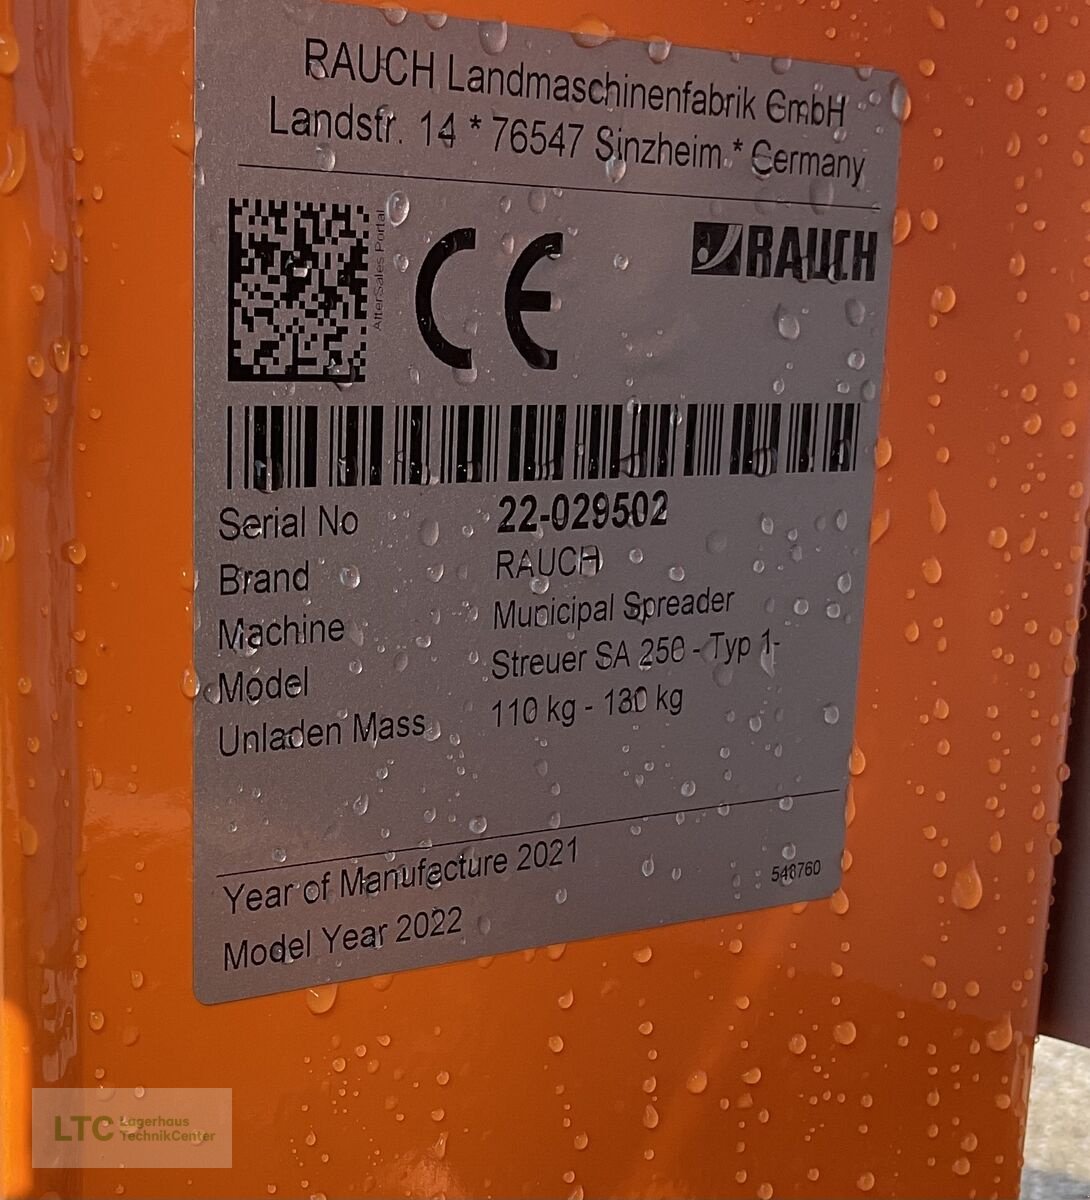 RAUCH Landmaschinenfabrik GmbH
Landstr. 14 * 76547 Sinzheim * Germany
AfterSales Portal
CE
RAUCH
Serial No 22-029502
Brand RAUCH
Machine Municipal Spreader
Model Streuer SA 250 - Typ 1-
Unladen Mass 110 kg - 130 kg
Year of Manufacture 2021
548760
Model Year 2022
LTC Lagerhaus
TechnikCenter